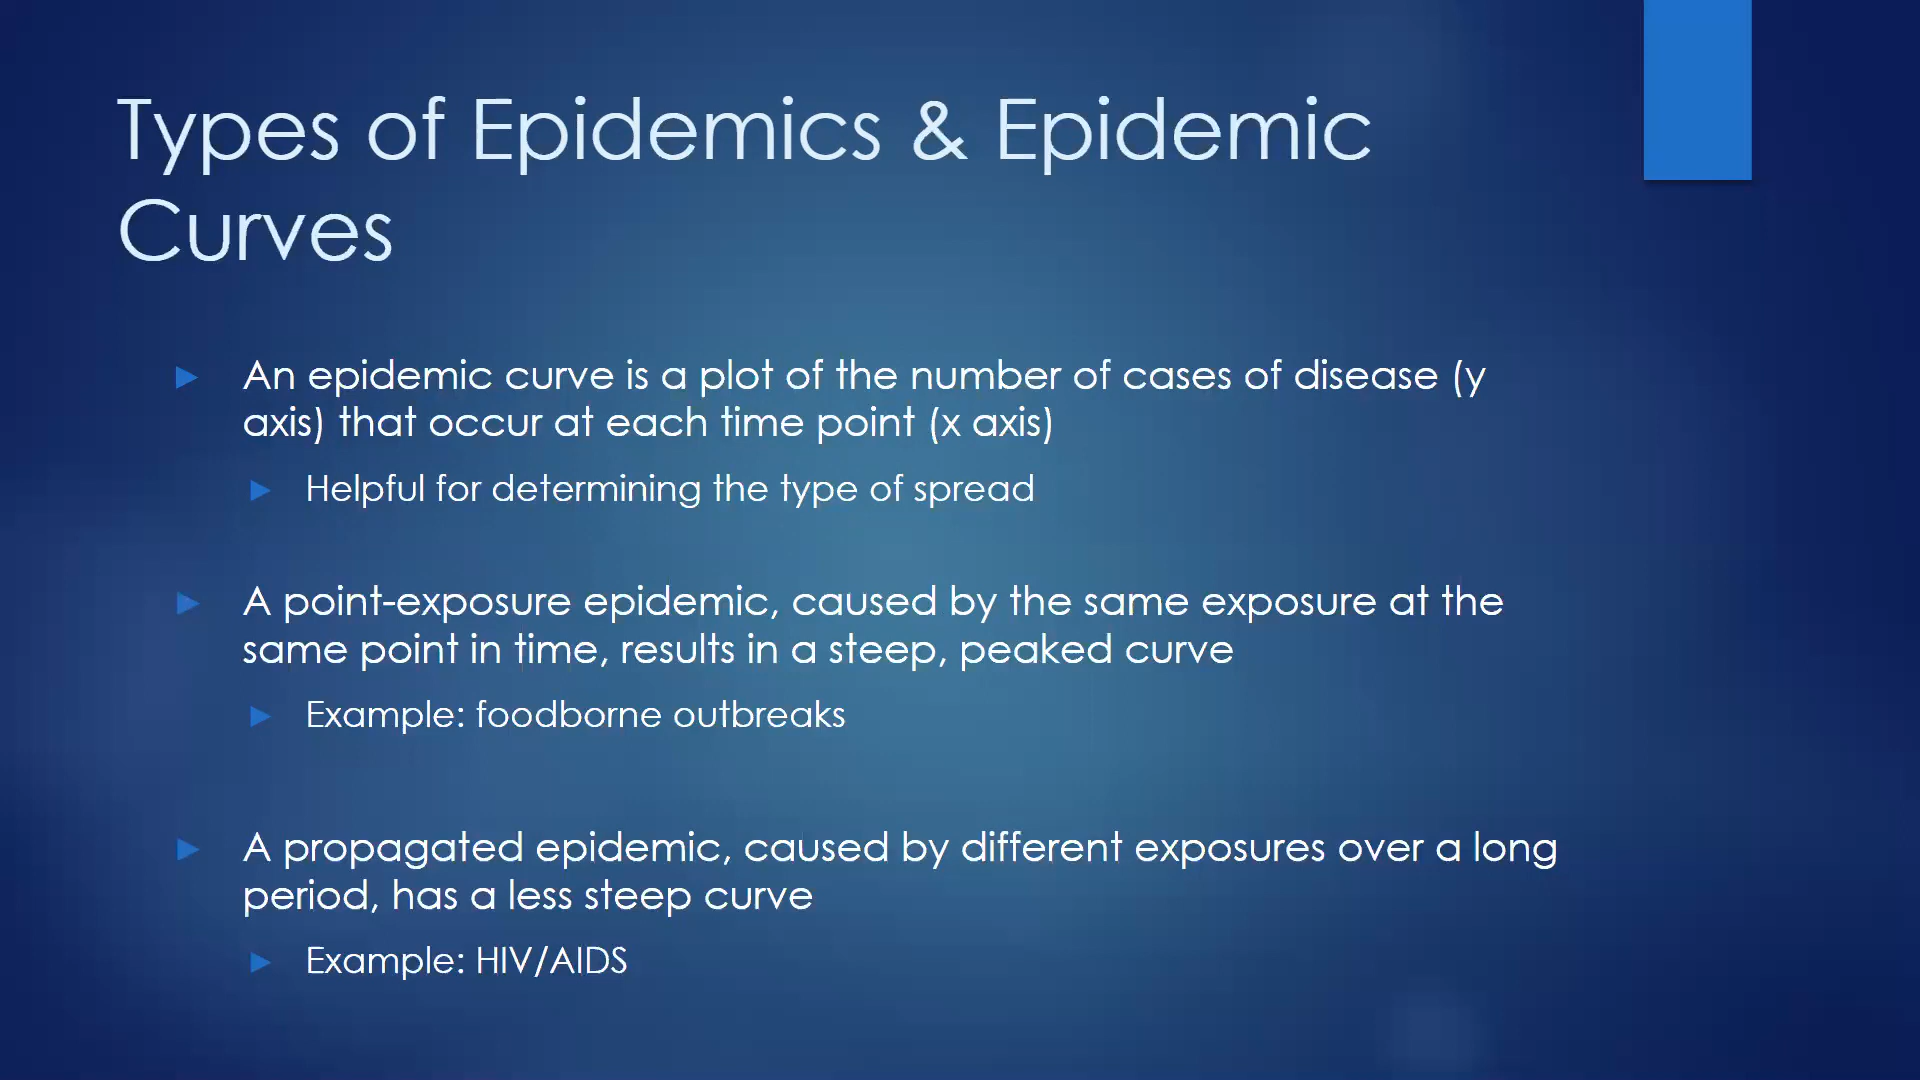 Types of Epidemics & Epidemic
Curves
An epidemic curve is a plot of the number of cases of disease (y
axis) that occur at each time point (x axis)
Helpful for determining the type of spread
A point-exposure epidemic, caused by the same exposure at the
same point in time, results in a steep, peaked curve
Example: foodborne outbreaks
A propagated epidemic, caused by different exposures over a long
period, has a less steep curve
Example: HIV/AIDS